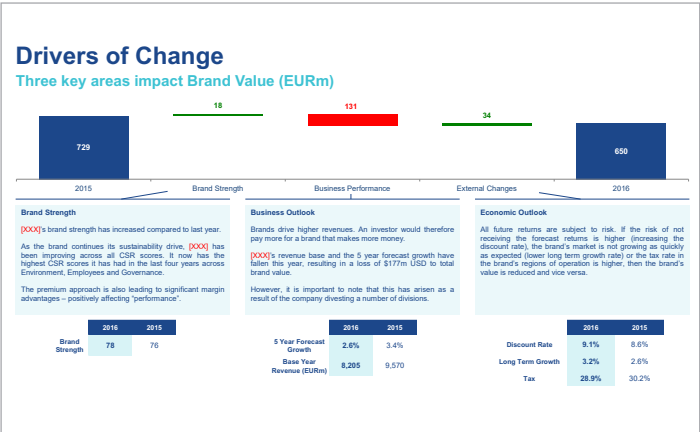 Drivers of Change
Three key areas impact Brand Value (EURm)
18
131
34
729
650
2015
Brand Strength
Business Performance
External Changes
2016
Brand Strength
[XXX]'s brand strength has increased compared to last year.
As the brand continues its sustainability drive, [XXX] has
been improving across all CSR scores. It now has the
highest CSR scores it has had in the last four years across
Environment, Employees and Governance.
The premium approach is also leading to significant margin
advantages – positively affecting "performance".
Business Outlook
Brands drive higher revenues. An investor would therefore
pay more for a brand that makes more money.
[XXX]'s revenue base and the 5 year forecast growth have
fallen this year, resulting in a loss of $177m USD to total
brand value.
However, it is important to note that this has arisen as a
result of the company divesting a number of divisions.
Economic Outlook
All future returns are subject to risk. If the risk of not
receiving the forecast returns is higher (increasing the
discount rate), the brand's market is not growing as quickly
as expected (lower long term growth rate) or the tax rate in
the brand's regions of operation is higher, then the brand's
value is reduced and vice versa.
2016 2015
Brand
Strength
78 76
2016 2015
5 Year Forecast
Growth
2.6% 3.4%
Base Year
Revenue (EURm)
8,205 9,570
2016 2015
Discount Rate 9.1% 8.6%
Long Term Growth 3.2% 2.6%
Tax 28.9% 30.2%